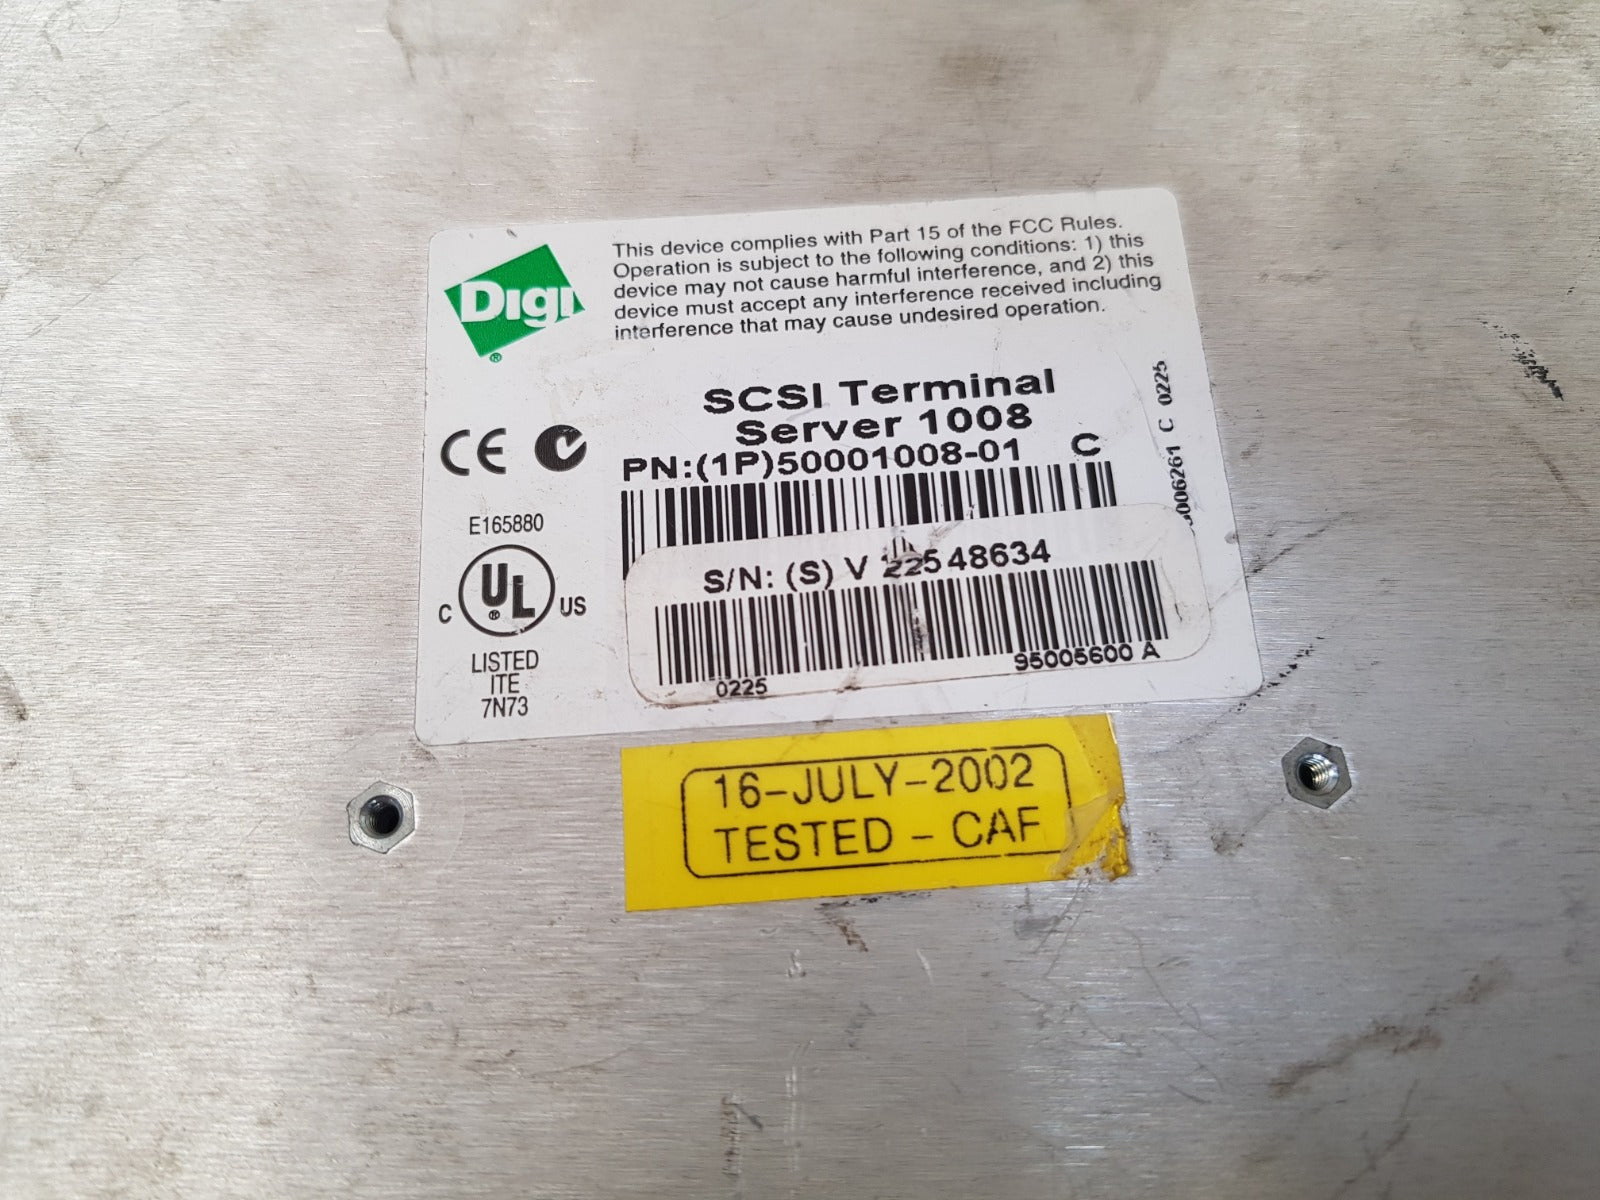 DIgI
®
This device complies with Part 15 of the FCC Rules.
Operation is subject to the following conditions: 1) this
device may not cause harmful interference, and 2) this
device must accept any interference received including
interference that may cause undesired operation.
SCSI Terminal
Server 1008
PN:(1P)50001008-01 C
C 0225
CE
E165880
C UL ® US
LISTED
ITE
7N73
S/N: (S) V 22548634
0225 95005600 A
16-JULY-2002
TESTED - CAF